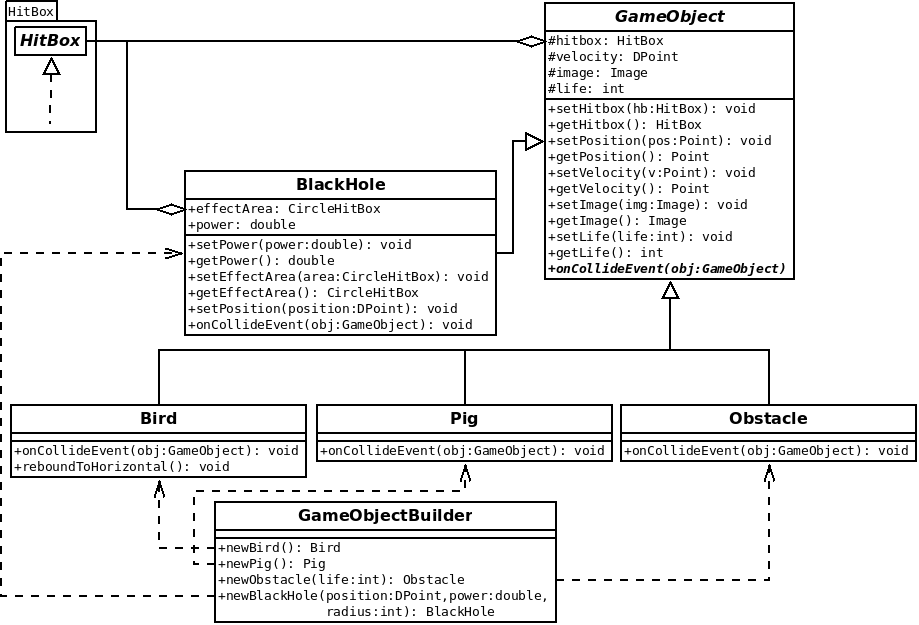 HitBox
HitBox
GameObject
#hitbox: HitBox
#velocity: DPoint
#image: Image
#life: int
+setHitbox(hb:HitBox): void
+getHitbox(): HitBox
+setPosition(pos:Point): void
+getPosition(): Point
+setVelocity(v:Point): void
+getVelocity(): Point
+setImage(img:Image): void
+getImage(): Image
+setLife(life:int): void
+getLife(): int
+onCollideEvent(obj:GameObject)
BlackHole
+effectArea: CircleHitBox
+power: double
+setPower(power:double): void
+getPower(): double
+setEffectArea(area:CircleHitBox): void
+getEffectArea(): CircleHitBox
+setPosition(position:DPoint): void
+onCollideEvent(obj:GameObject): void
Bird
+onCollideEvent(obj:GameObject): void
+reboundToHorizontal(): void
Pig
+onCollideEvent(obj:GameObject): void
Obstacle
+onCollideEvent(obj:GameObject): void
GameObjectBuilder
+newBird(): Bird
+newPig(): Pig
+newObstacle(life:int): Obstacle
+newBlackHole(position:DPoint,power:double,
radius:int): BlackHole